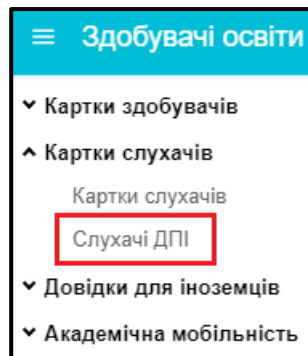 Здобувачі освіти
Картки здобувачів
Картки слухачів
Картки слухачів
Слухачі ДПІ
Довідки для іноземців
Академічна мобільність